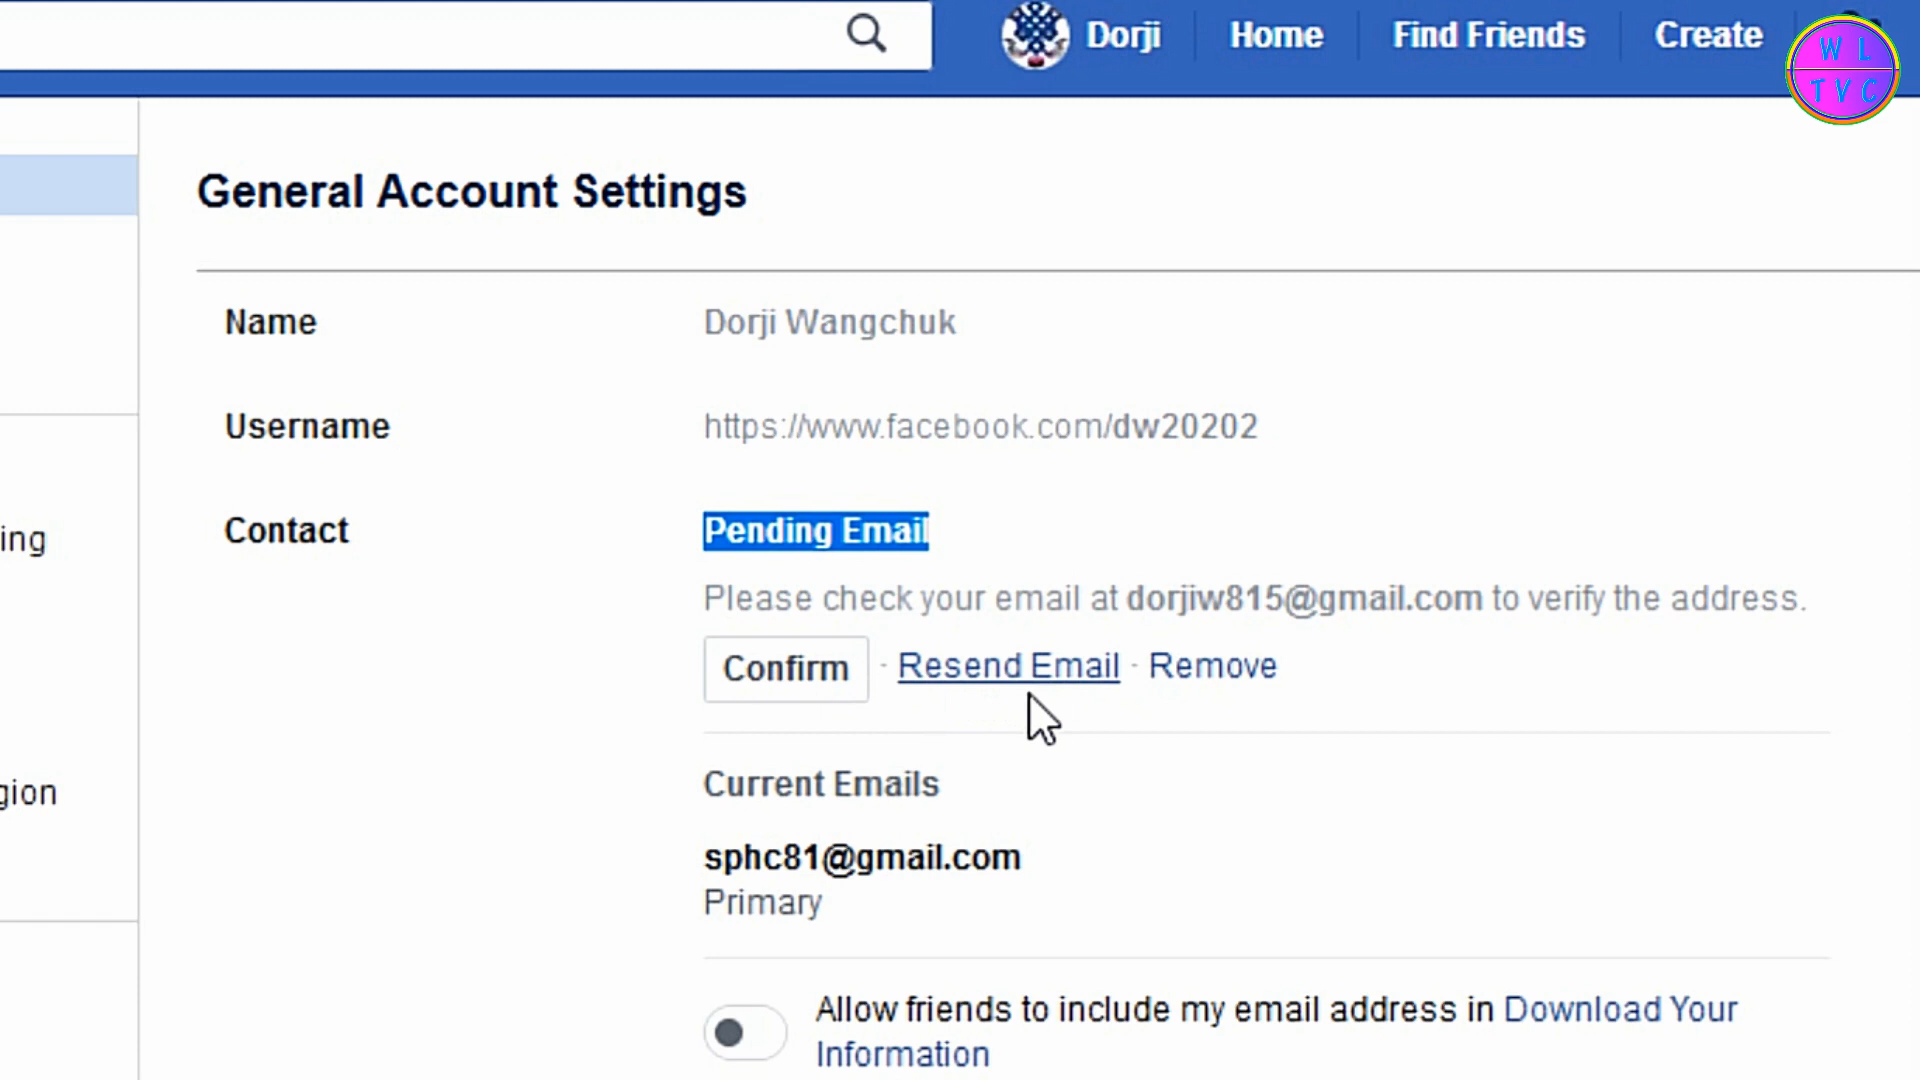 Dorji Home Find Friends Create
W L
T V C
General Account Settings
Name Dorji Wangchuk
Username https://www.facebook.com/dw20202
Contact Pending Email
ing
Please check your email at dorjiw815@gmail.com to verify the address.
Confirm · Resend Email · Remove
Current Emails
gion
sphc81@gmail.com
Primary
Allow friends to include my email address in Download Your
Information